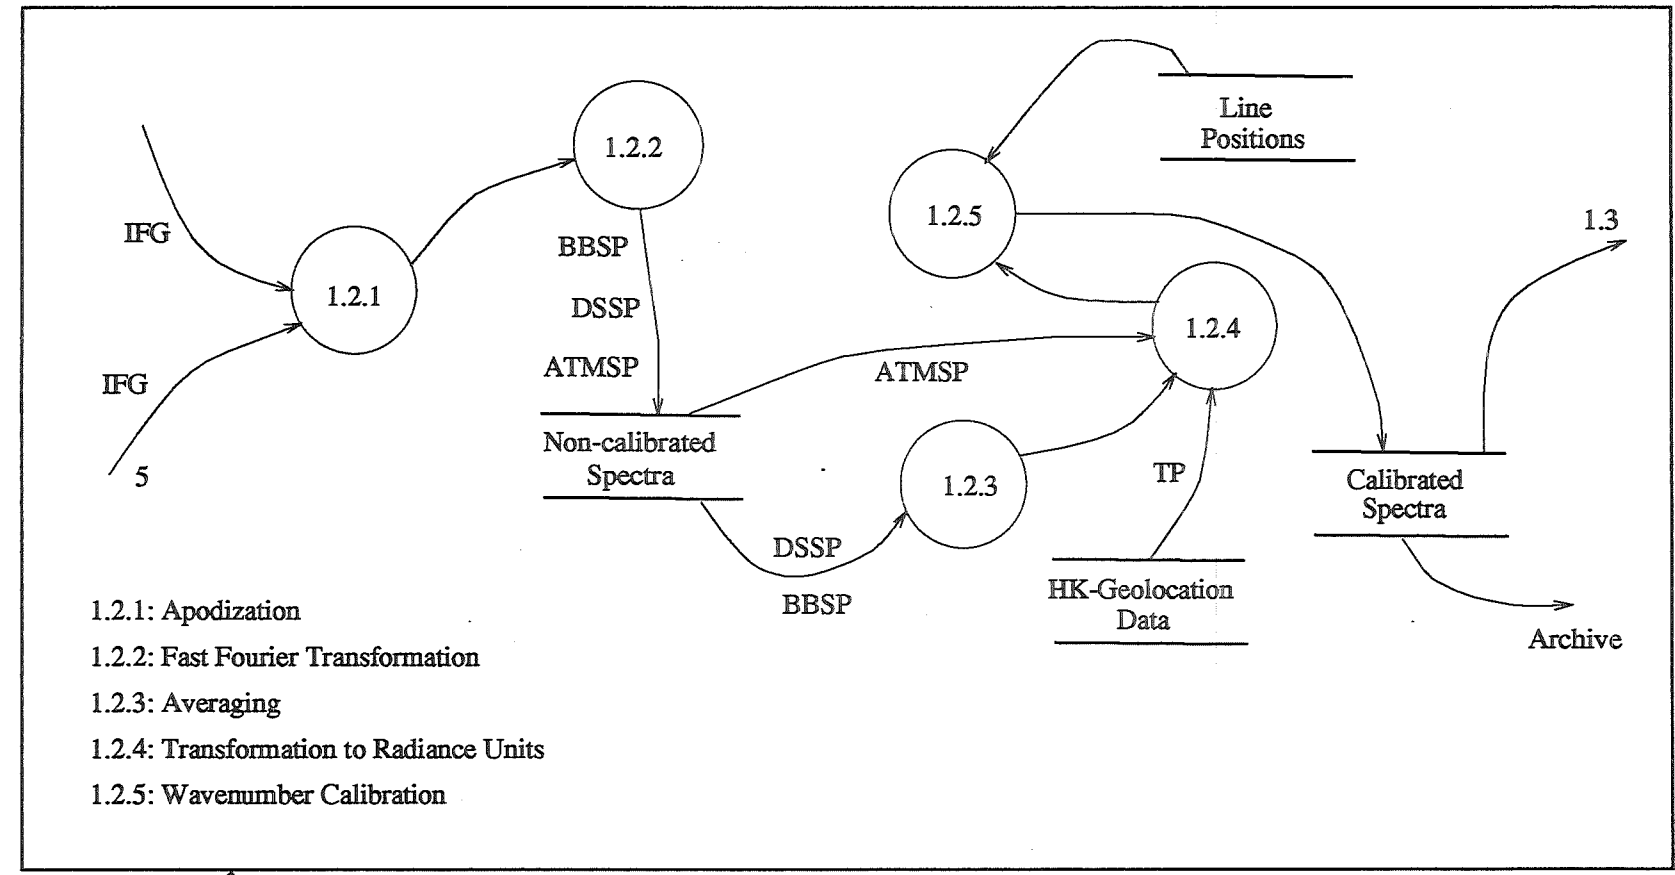 Line
Positions
1.2.2
1.2.5
1.3
IFG
BBSP
1.2.1
DSSP
1.2.4
ATMSP
ATMSP
IFG
5
Non-calibrated
Spectra
1.2.3
TP
Calibrated
Spectra
DSSP
BBSP
HK-Geolocation
Data
Archive
1.2.1: Apodization
1.2.2: Fast Fourier Transformation
1.2.3: Averaging
1.2.4: Transformation to Radiance Units
1.2.5: Wavenumber Calibration